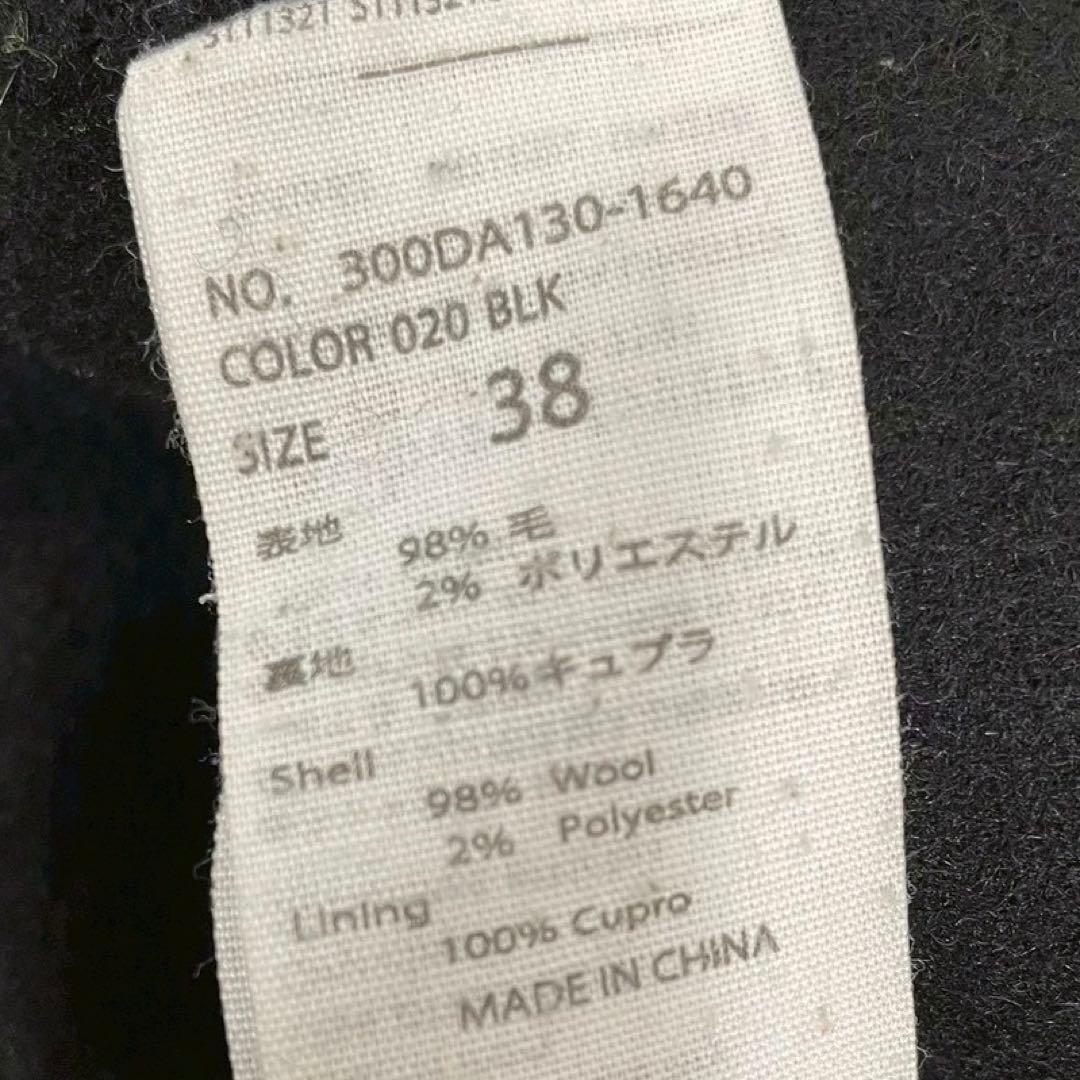 NO. 300DA130-1640
COLOR 020 BLK
SIZE 38
表地 98% 毛
2% ポリエステル
裏地 100%キュプラ
Shell 98% Wool
2% Polyester
Lining 100% Cupro
MADE IN CHINA